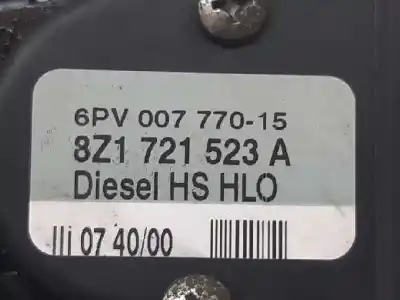 6PV 007 770-15
8Z1 721 523 A
Diesel HS HLO
07 40/00